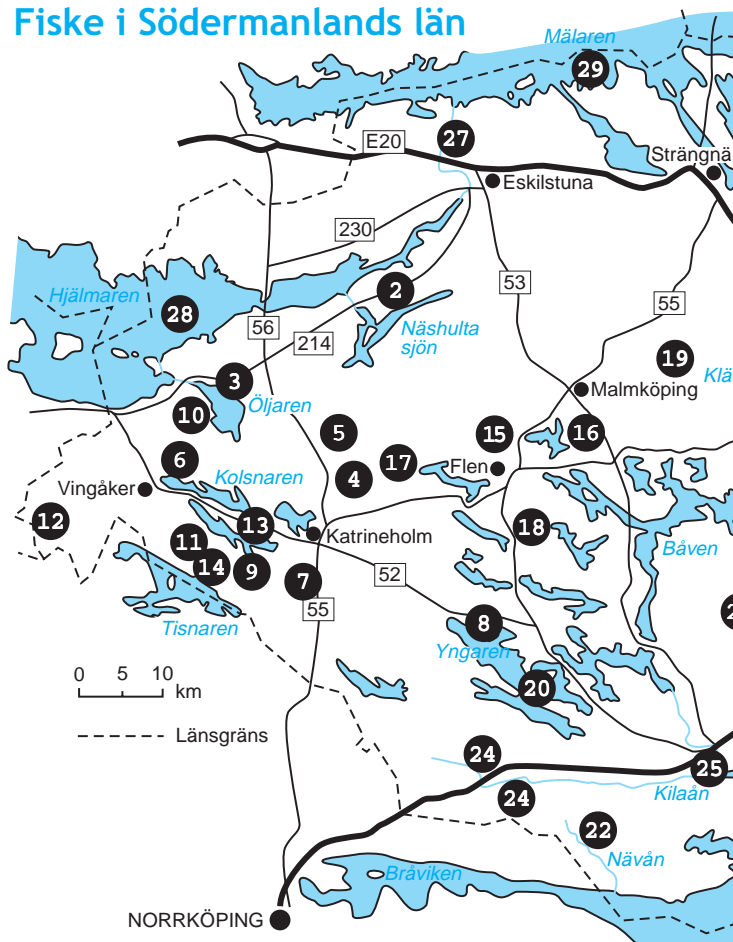 Fiske i Södermanlands län
Mälaren
29
27
E20
Strängnä
Eskilstuna
230
2
53
55
Hjälmaren
28
56
Näshulta
sjön
214
19
3
Klä
Malmköping
10
Öljaren
5
15
16
6
17
Flen
Kolsnaren
4
Vingåker
12
13
18
Katrineholm
11
Båven
14
9
7
52
55
Tisnaren
8
2
Yngaren
20
0 5 10
km
Länsgräns
24
25
24
Kilaån
22
Nävån
Bråviken
NORRKÖPING